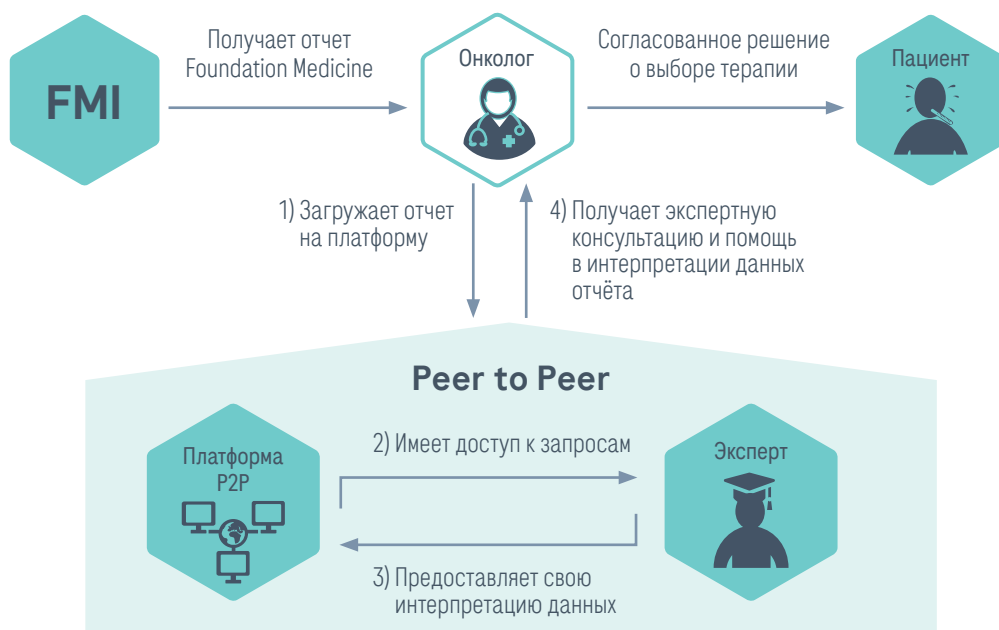 FMI
Получает отчет
Foundation Medicine
Онколог
Согласованное решение
о выборе терапии
Пациент
1) Загружает отчет
на платформу
4) Получает экспертную
консультацию и помощь
в интерпретации данных
отчёта
Peer to Peer
Платформа
P2P
2) Имеет доступ к запросам
Эксперт
3) Предоставляет свою
интерпретацию данных